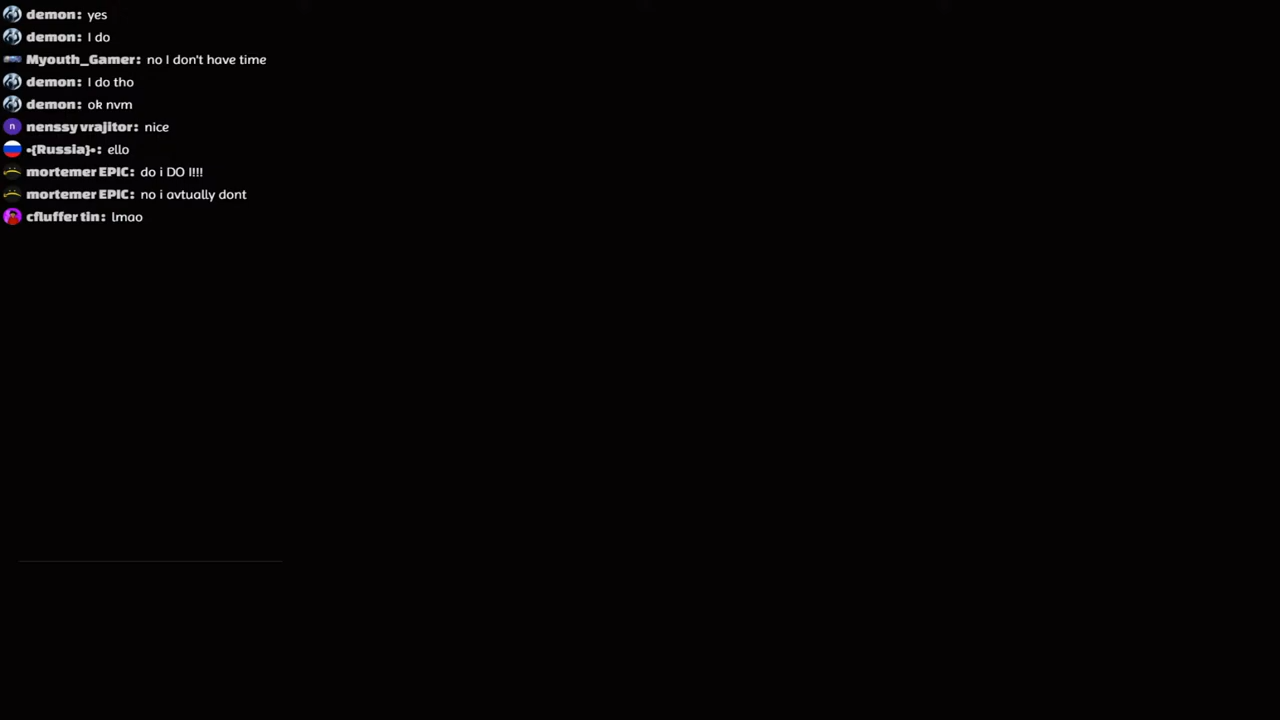 demon: yes
demon: I do
Myouth_Gamer: no I don't have time
demon: I do tho
demon: ok nvm
n nenssy vrajitor: nice
•{Russia}•: ello
mortemer EPIC: do i DO I!!!
mortemer EPIC: no i avtually dont
cfluffer tin: lmao